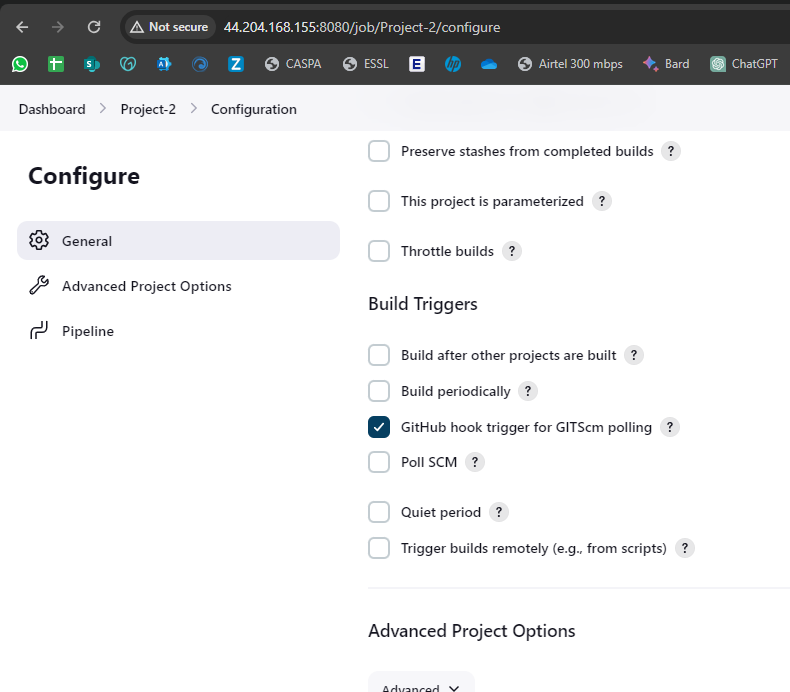 Not secure 44.204.168.155:8080/job/Project-2/configure
S Z CASPA ESSL E hp Airtel 300 mbps Bard ChatGPT
Dashboard Project-2 Configuration
Configure
General
Advanced Project Options
Pipeline
Preserve stashes from completed builds ?
This project is parameterized ?
Throttle builds ?
Build Triggers
Build after other projects are built ?
Build periodically ?
GitHub hook trigger for GITScm polling ?
Poll SCM ?
Quiet period ?
Trigger builds remotely (e.g., from scripts) ?
Advanced Project Options
Advanced